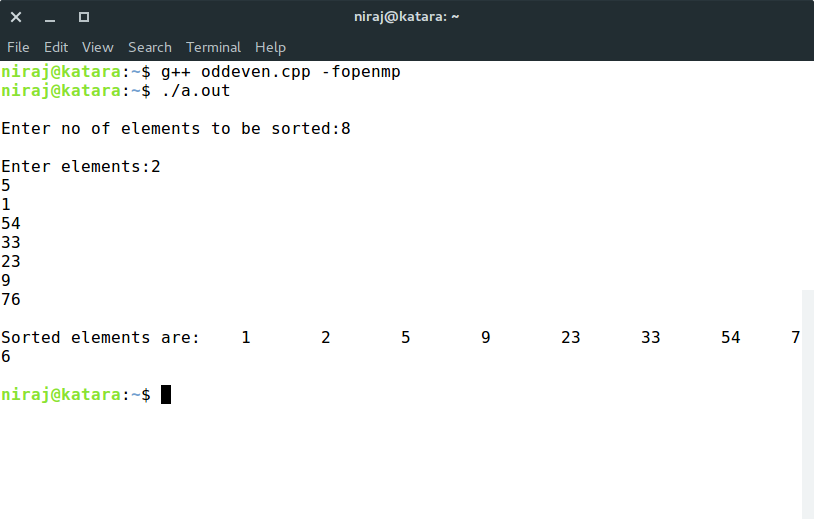 niraj@katara: ~
File Edit View Search Terminal Help
niraj@katara:~$ g++ oddeven.cpp -fopenmp
niraj@katara:~$ ./a.out
Enter no of elements to be sorted:8
Enter elements:2
5
1
54
33
23
9
76
Sorted elements are: 1 2 5 9 23 33 54 7
6
niraj@katara:~$